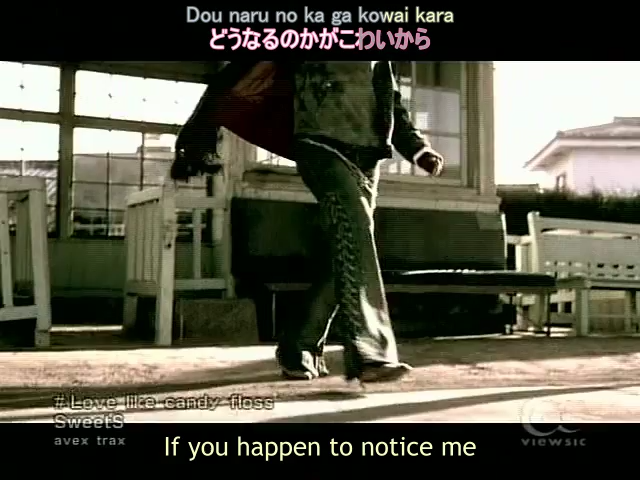 Dou naru no ka ga kowai kara
どうなるのかがこわいから
#Love like candy floss
SweetS
avex trax
VIEWSIC
If you happen to notice me